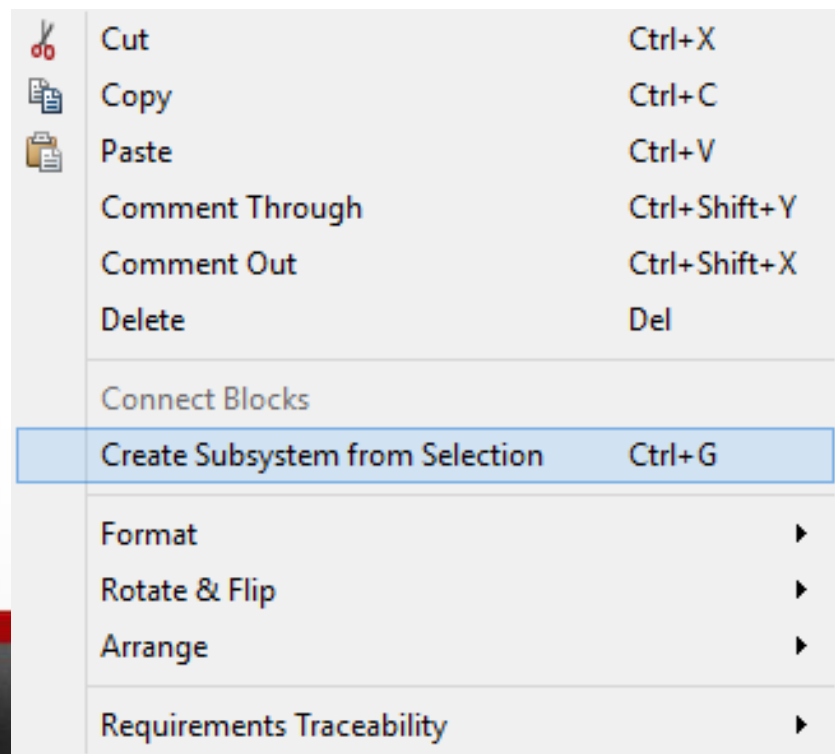 Cut Ctrl+X
Copy Ctrl+C
Paste Ctrl+V
Comment Through Ctrl+Shift+Y
Comment Out Ctrl+Shift+X
Delete Del
Connect Blocks
Create Subsystem from Selection Ctrl+G
Format
Rotate & Flip
Arrange
Requirements Traceability